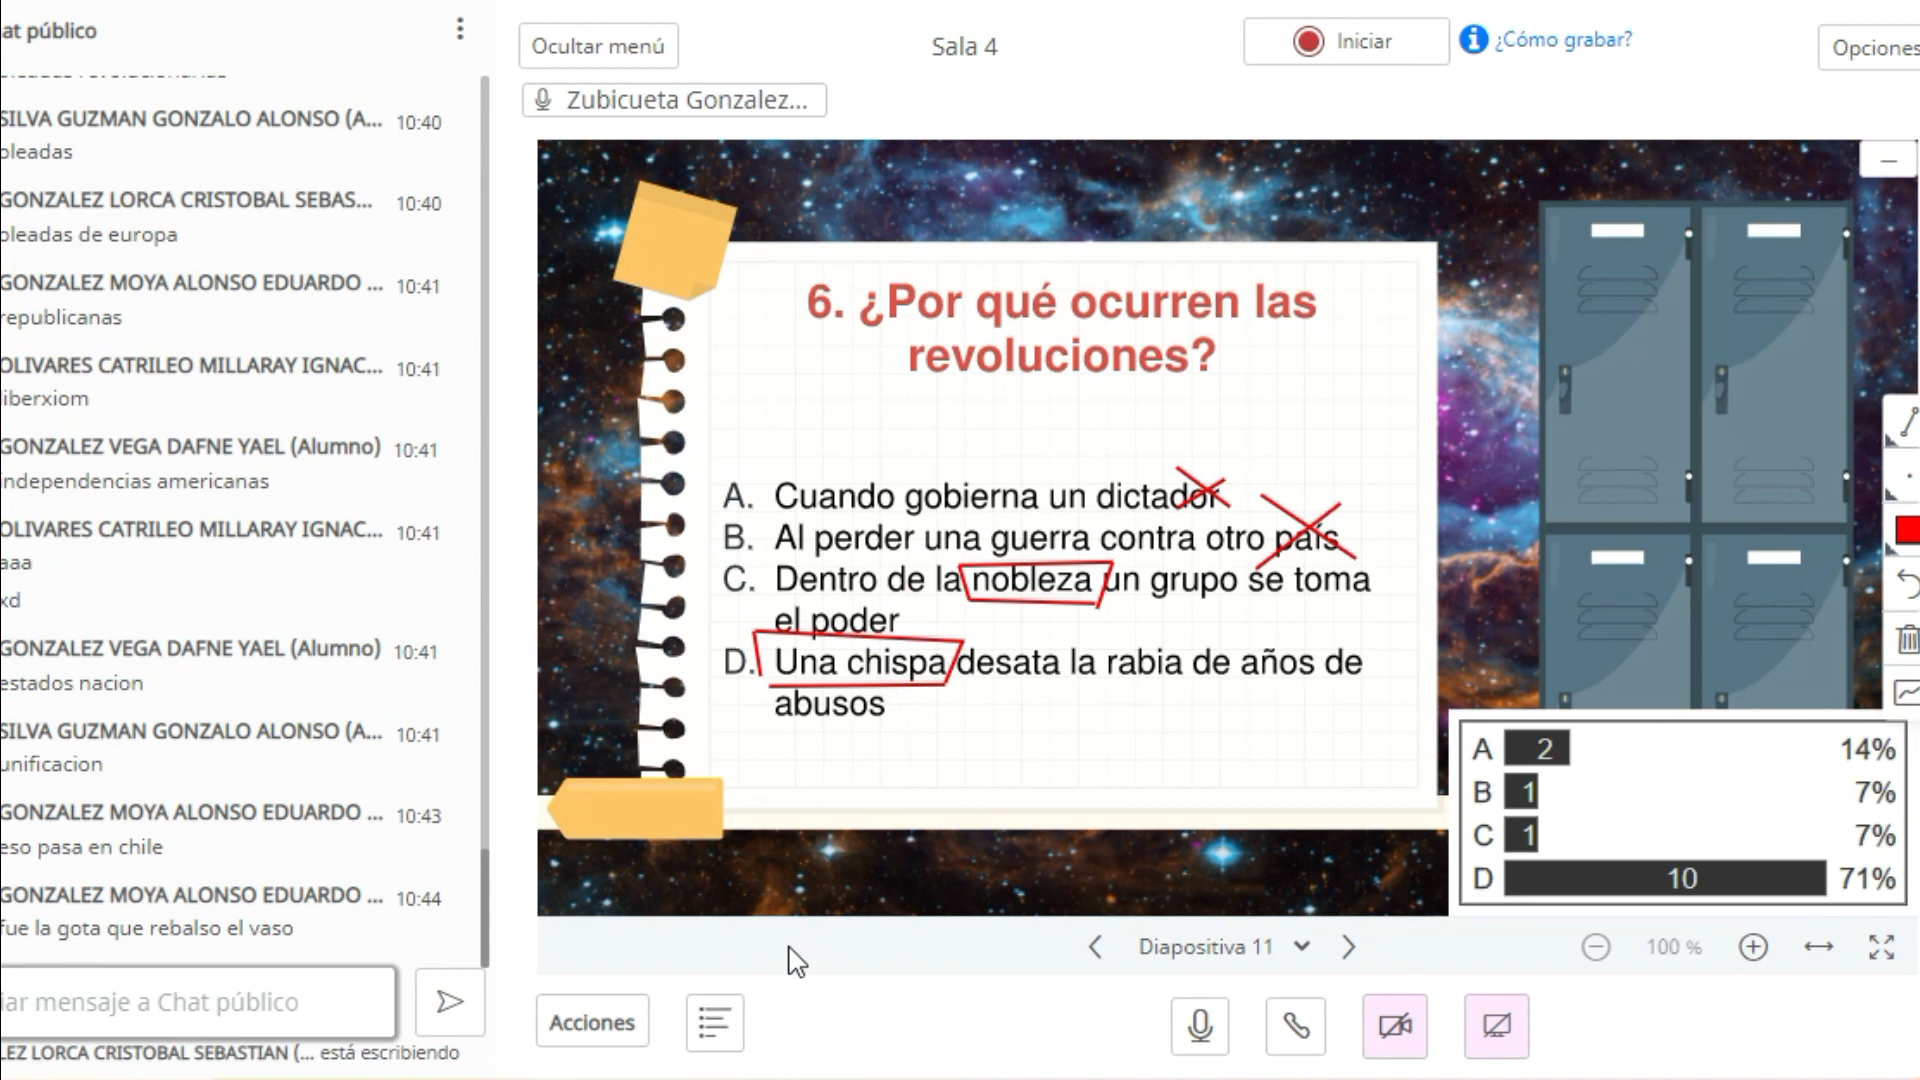 at público
SILVA GUZMAN GONZALO ALONSO (A... 10:40
oleadas
GONZALEZ LORCA CRISTOBAL SEBAS... 10:40
oleadas de europa
GONZALEZ MOYA ALONSO EDUARDO ... 10:41
republicanas
OLIVARES CATRILEO MILLARAY IGNAC... 10:41
iberxiom
GONZALEZ VEGA DAFNE YAEL (Alumno) 10:41
independencias americanas
OLIVARES CATRILEO MILLARAY IGNAC... 10:41
aaa
xd
GONZALEZ VEGA DAFNE YAEL (Alumno) 10:41
estados nacion
SILVA GUZMAN GONZALO ALONSO (A... 10:41
unificacion
GONZALEZ MOYA ALONSO EDUARDO ... 10:43
eso pasa en chile
GONZALEZ MOYA ALONSO EDUARDO ... 10:44
fue la gota que rebalso el vaso
iar mensaje a Chat público
LEZ LORCA CRISTOBAL SEBASTIAN (... está escribiendo
Ocultar menú
Sala 4
Iniciar
¿Cómo grabar?
Opciones
Zubicueta Gonzalez...
6. ¿Por qué ocurren las
revoluciones?
A. Cuando gobierna un dictador
B. Al perder una guerra contra otro país
C. Dentro de la nobleza un grupo se toma
el poder
D. Una chispa desata la rabia de años de
abusos
A 2 14%
B 1 7%
C 1 7%
D 10 71%
Diapositiva 11
100 %
Acciones